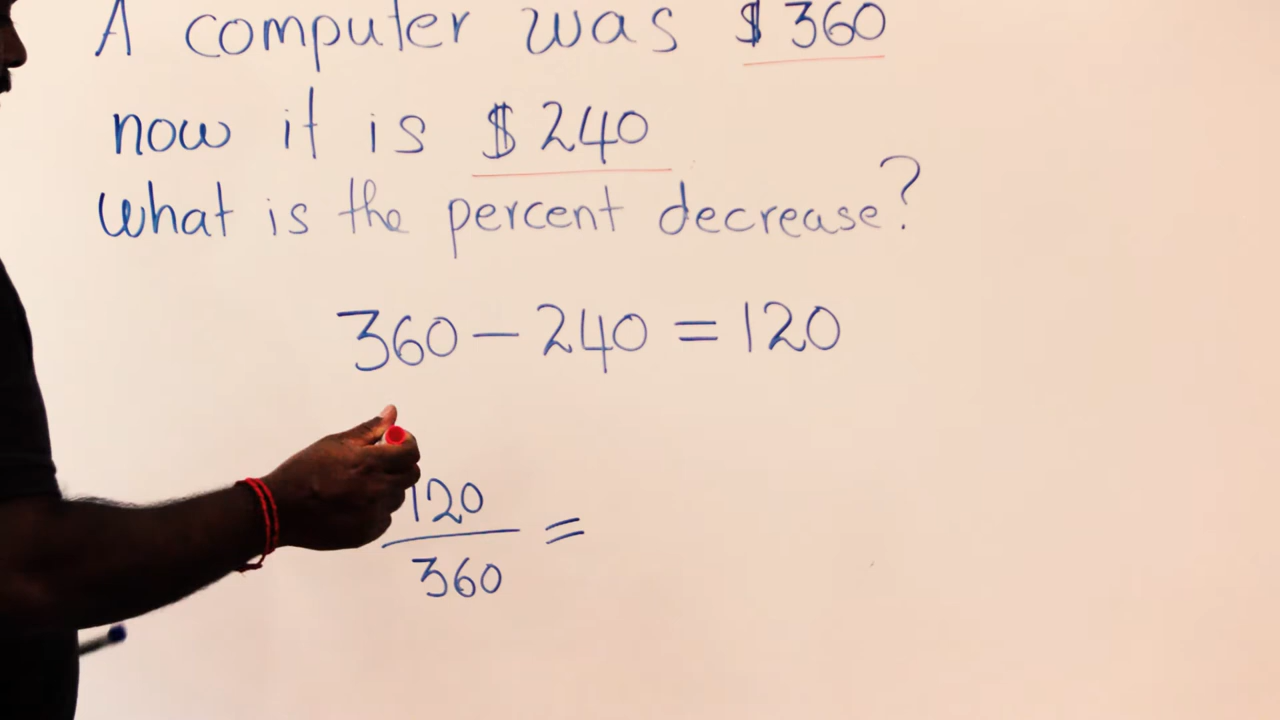 A computer was $360
now it is $240
What is the percent decrease?
360 - 240 = 120
120
360 =